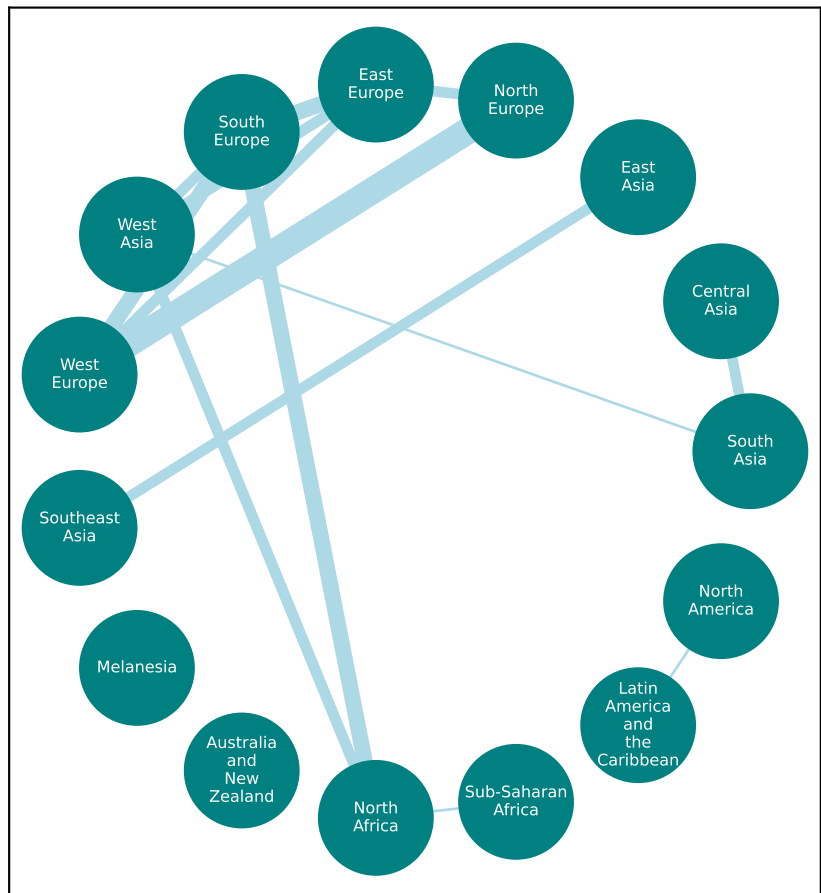 East
Europe
North
Europe
South
Europe
East
Asia
West
Asia
Central
Asia
West
Europe
South
Asia
Southeast
Asia
North
America
Melanesia
Latin
America
and
the
Caribbean
Australia
and
New
Zealand
Sub-Saharan
Africa
North
Africa